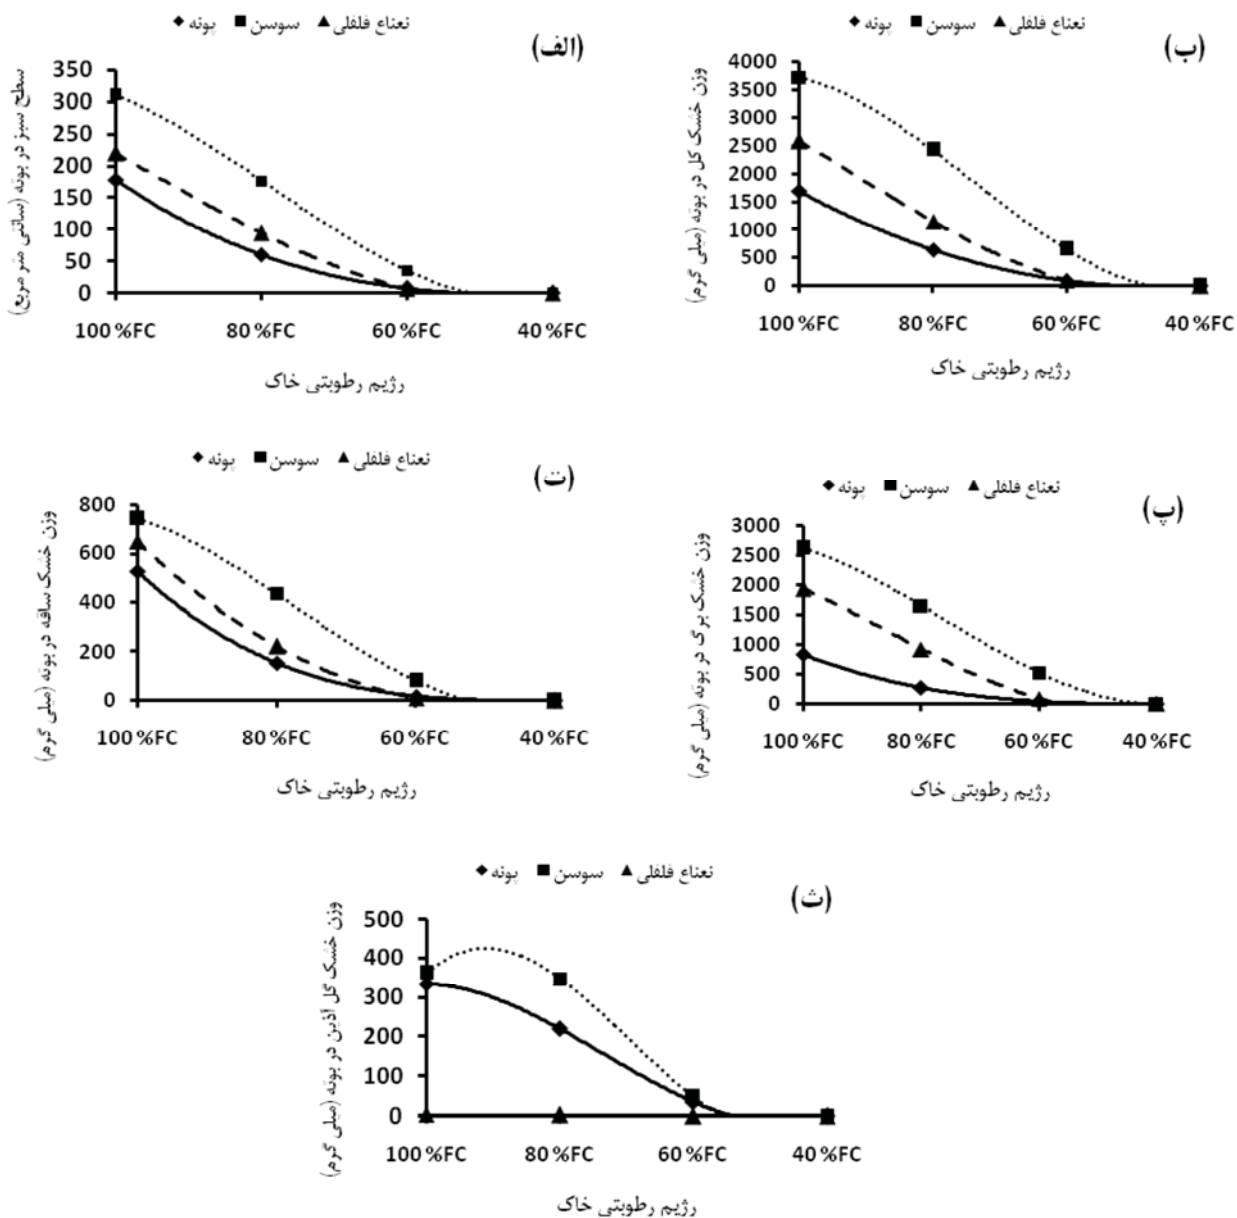 پونه سوسن نعناع فلفلی
(الف)
سطح سبز در بوته (سانتی متر مربع)
350
300
250
200
150
100
50
0
100 %FC 80 %FC 60 %FC 40 %FC
رژیم رطوبتی خاک
پونه سوسن نعناع فلفلی
(ب)
وزن خشک کل در بوته (میلی گرم)
4000
3500
3000
2500
2000
1500
1000
500
0
100 %FC 80 %FC 60 %FC 40 %FC
رژیم رطوبتی خاک
پونه سوسن نعناع فلفلی
(ت)
وزن خشک ساقه در بوته (میلی گرم)
800
600
400
200
0
100 %FC 80 %FC 60 %FC 40 %FC
رژیم رطوبتی خاک
پونه سوسن نعناع فلفلی
(پ)
وزن خشک برگ در بوته (میلی گرم)
3000
2500
2000
1500
1000
500
0
100 %FC 80 %FC 60 %FC 40 %FC
رژیم رطوبتی خاک
پونه سوسن نعناع فلفلی
(ث)
وزن خشک گل آذین در بوته (میلی گرم)
500
400
300
200
100
0
100 %FC 80 %FC 60 %FC 40 %FC
رژیم رطوبتی خاک